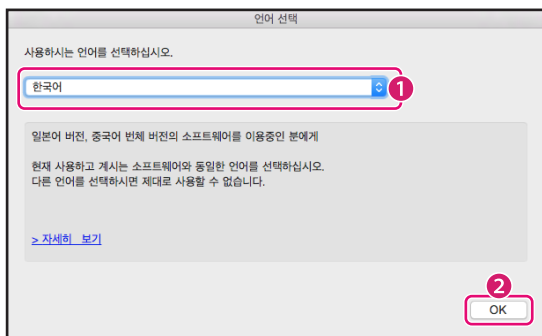 언어 선택
사용하시는 언어를 선택하십시오.
한국어
1
일본어 버전, 중국어 번체 버전의 소프트웨어를 이용중인 분에게
현재 사용하고 계시는 소프트웨어와 동일한 언어를 선택하십시오.
다른 언어를 선택하시면 제대로 사용할 수 없습니다.
> 자세히 보기
2
OK